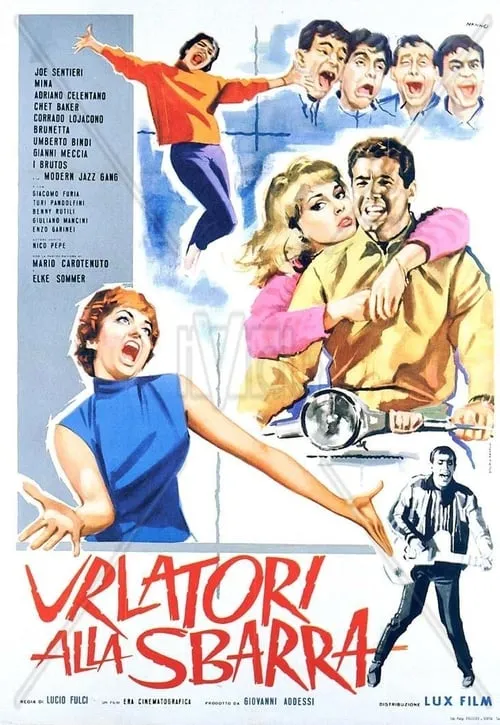 NANNI
JOE SENTIERI
MINA
ADRIANO CELENTANO
CHET BAKER
CORRADO LOJACONO
BRUNETTA
UMBERTO BINDI
GIANNI MECCIA
I BRUTOS
... MODERN JAZZ GANG
GIACOMO FURIA
TURI PANDOLFINI
BENNY ROTILI
GIULIANO MANCINI
ENZO GARINEI
NICO PEPE
MARIO CAROTENUTO
ELKE SOMMER
URLATORI
ALLA SBARRA
REGIA DI LUCIO FULCI UN FILM ERA CINEMATOGRAFICA PRODOTTO DA GIOVANNI ADDESSI DISTRIBUZIONE LUX FILM